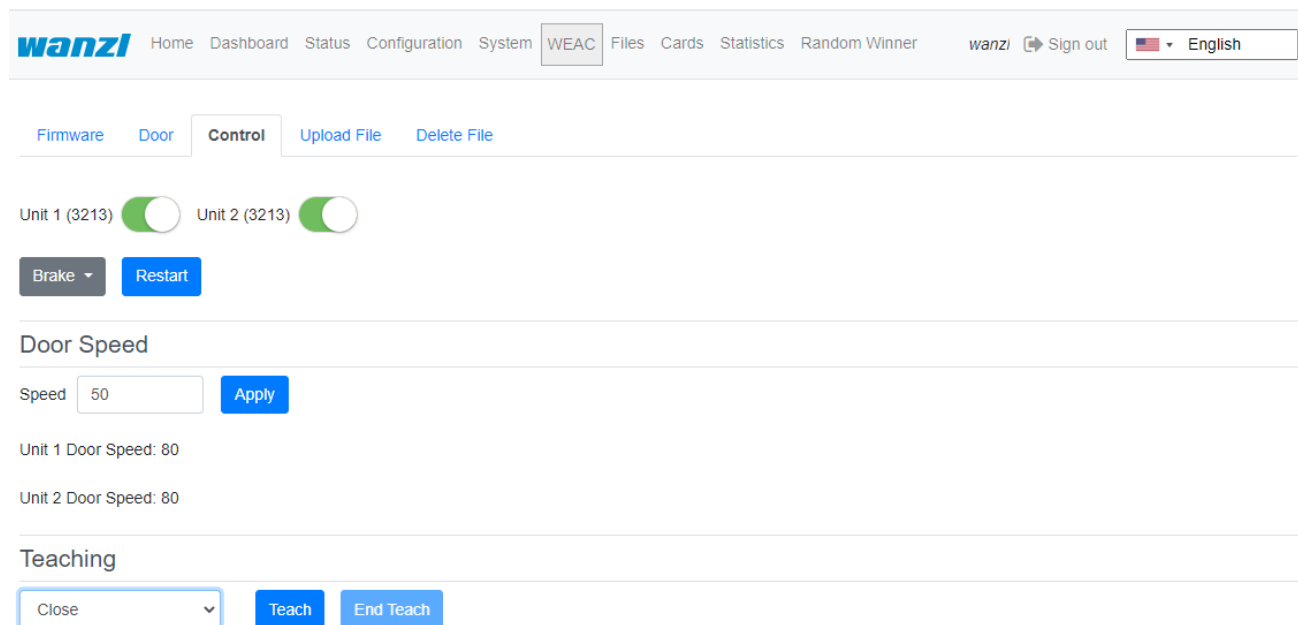 wanzl Home Dashboard Status Configuration System WEAC Files Cards Statistics Random Winner wanzl Sign out English
Firmware Door Control Upload File Delete File
Unit 1 (3213) Unit 2 (3213)
Brake Restart
Door Speed
Speed 50 Apply
Unit 1 Door Speed: 80
Unit 2 Door Speed: 80
Teaching
Close Teach End Teach